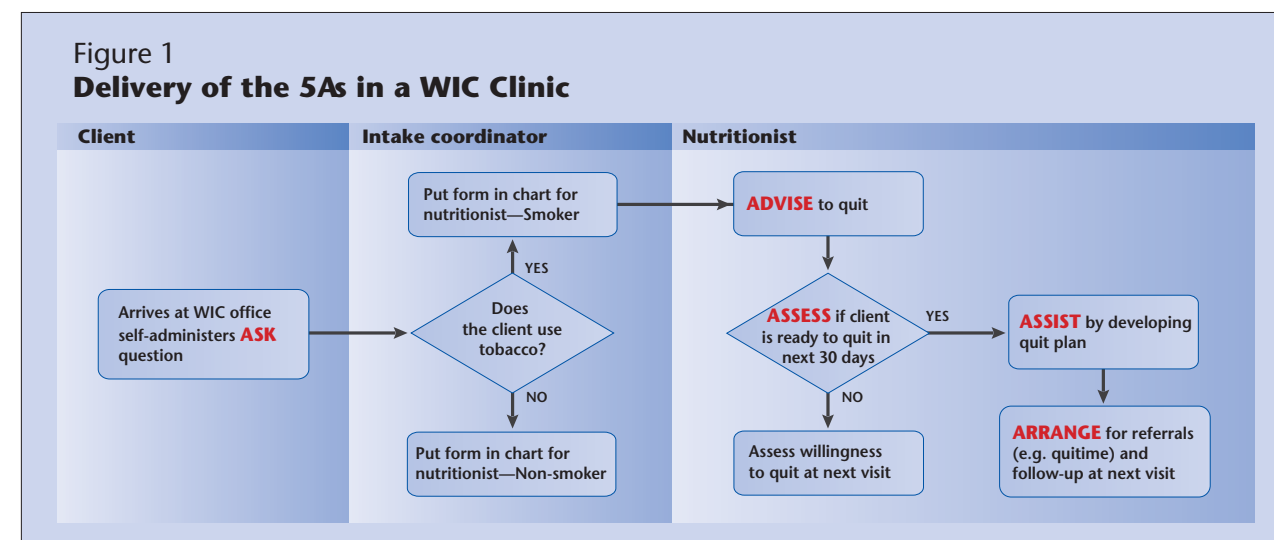 Figure 1
Delivery of the 5As in a WIC Clinic
Client
Intake coordinator
Nutritionist
Arrives at WIC office
self-administers ASK
question
Put form in chart for
nutritionist—Smoker
YES
Does
the client use
tobacco?
NO
Put form in chart for
nutritionist—Non-smoker
ADVISE to quit
ASSESS if client
is ready to quit in
next 30 days
YES
NO
Assess willingness
to quit at next visit
ASSIST by developing
quit plan
ARRANGE for referrals
(e.g. quitime) and
follow-up at next visit